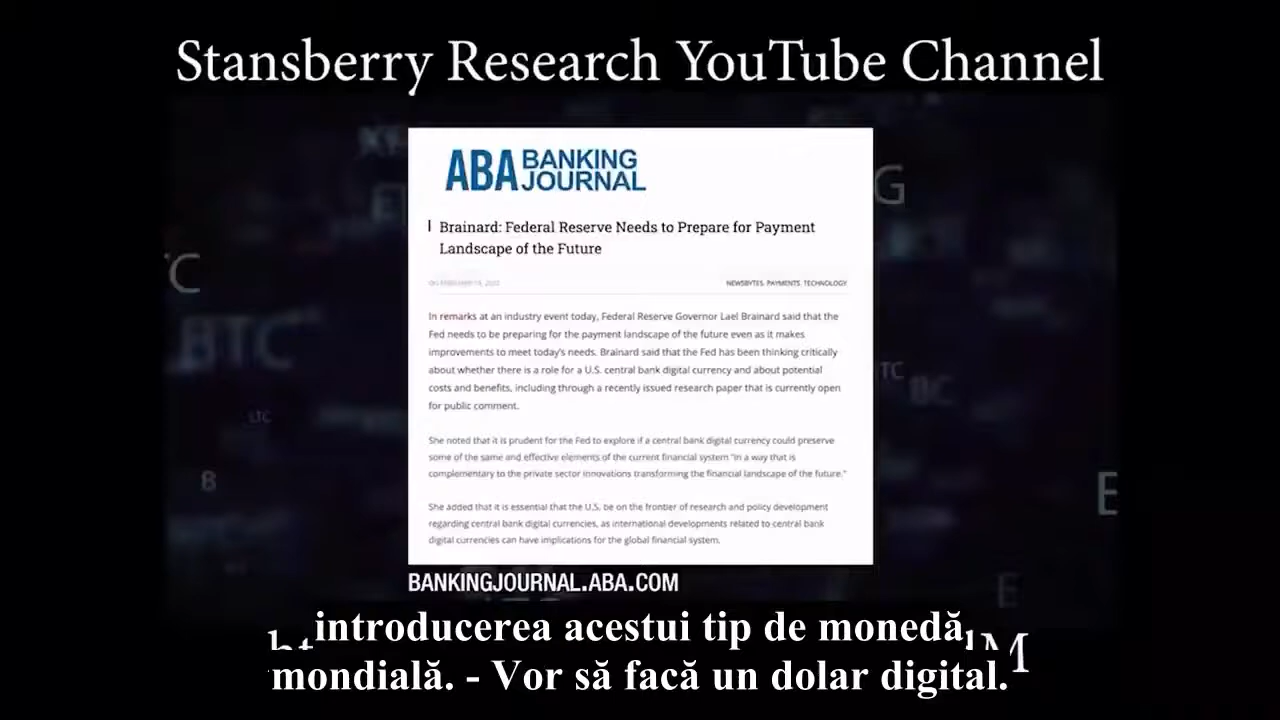 Stansberry Research YouTube Channel
ABA BANKING
JOURNAL
Brainard: Federal Reserve Needs to Prepare for Payment
Landscape of the Future
NEWSBYTES, PAYMENTS, TECHNOLOGY
In remarks at an industry event today, Federal Reserve Governor Lael Brainard said that the
Fed needs to be preparing for the payment landscape of the future even as it makes
improvements to meet today's needs. Brainard said that the Fed has been thinking critically
about whether there is a role for a U.S. central bank digital currency and about potential
costs and benefits, including through a recently issued research paper that is currently open
for public comment.
She noted that it is prudent for the Fed to explore if a central bank digital currency could preserve
some of the same and effective elements of the current financial system "in a way that is
complementary to the private sector innovations transforming the financial landscape of the future."
She added that it is essential that the U.S. be on the frontier of research and policy development
regarding central bank digital currencies, as international developments related to central bank
digital currencies can have implications for the global financial system.
TC
G
BTC
TC
BC
LTC
B
E
E
BANKINGJOURNAL.ABA.COM
introducerea acestui tip de monedă
mondială. - Vor să facă un dolar digital.